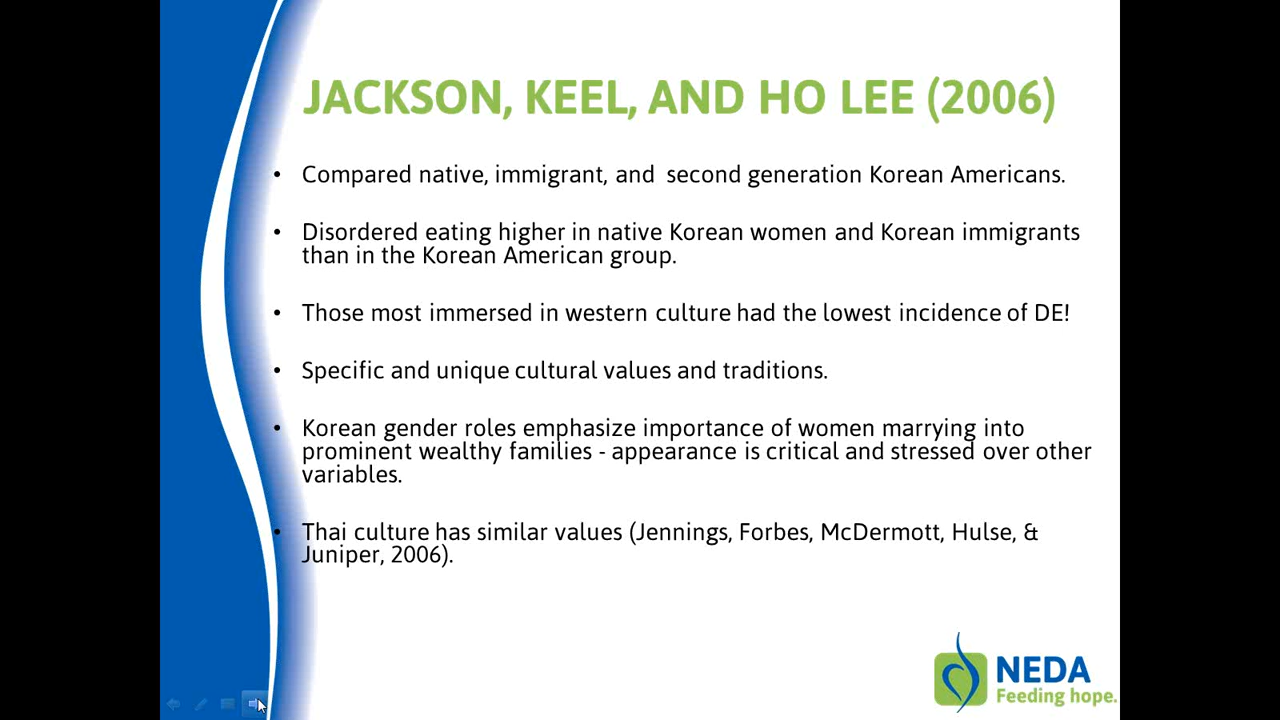 JACKSON, KEEL, AND HO LEE (2006)
• Compared native, immigrant, and second generation Korean Americans.
• Disordered eating higher in native Korean women and Korean immigrants
than in the Korean American group.
• Those most immersed in western culture had the lowest incidence of DE!
• Specific and unique cultural values and traditions.
• Korean gender roles emphasize importance of women marrying into
prominent wealthy families - appearance is critical and stressed over other
variables.
• Thai culture has similar values (Jennings, Forbes, McDermott, Hulse, &
Juniper, 2006).
NEDA
Feeding hope.